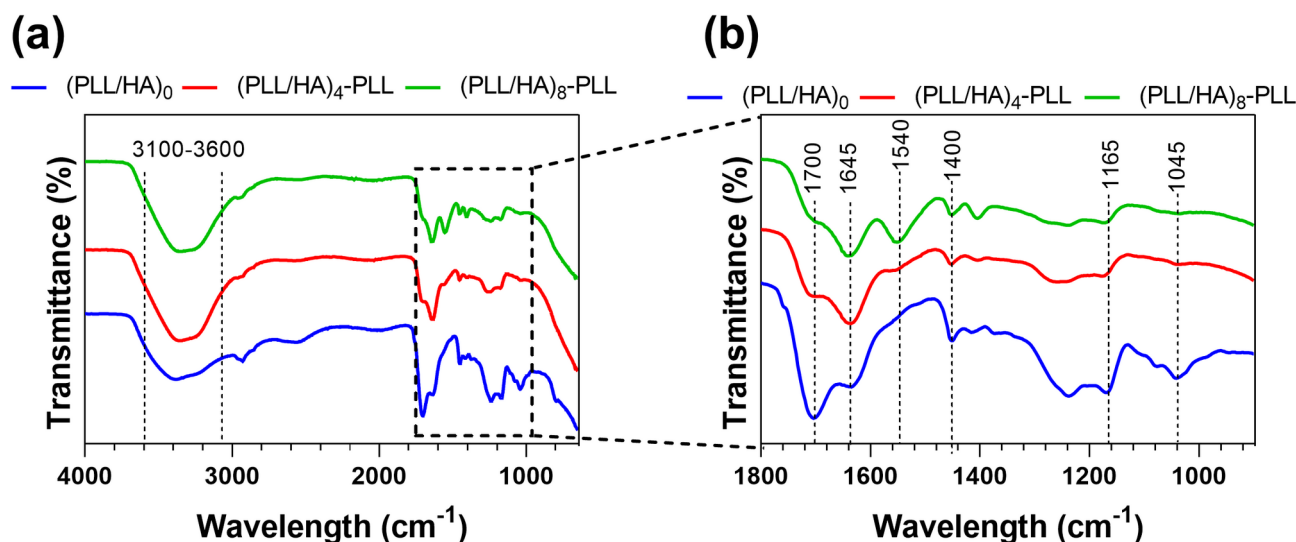 (a)
(PLL/HA)0 (PLL/HA)4-PLL (PLL/HA)8-PLL
3100-3600
Transmittance (%)
4000 3000 2000 1000
Wavelength (cm-1)
(b)
(PLL/HA)0 (PLL/HA)4-PLL (PLL/HA)8-PLL
1700
1645
1540
1400
1165
1045
Transmittance (%)
1800 1600 1400 1200 1000
Wavelength (cm-1)